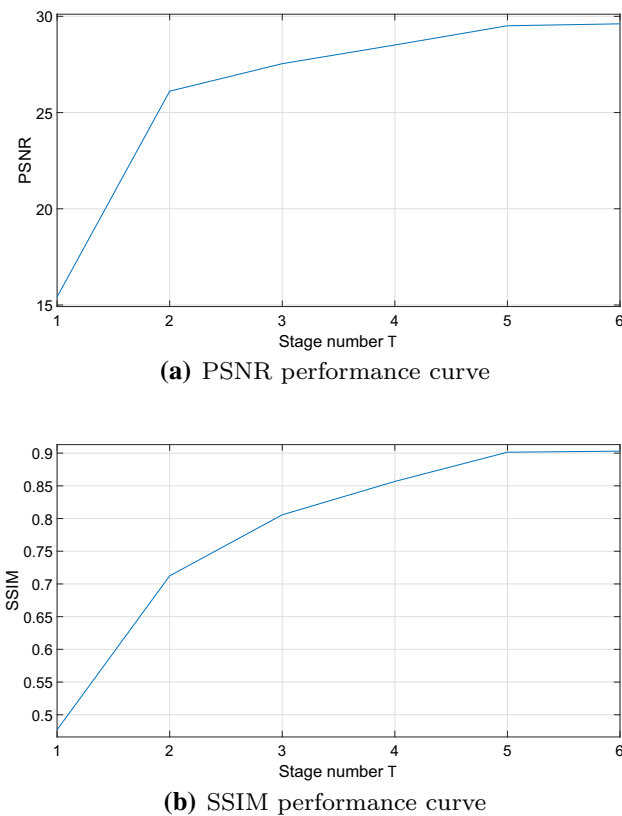 30
25
20
15
PSNR
1 2 3 4 5 6
Stage number T
(a) PSNR performance curve
0.9
0.85
0.8
0.75
0.7
0.65
0.6
0.55
0.5
SSIM
1 2 3 4 5 6
Stage number T
(b) SSIM performance curve